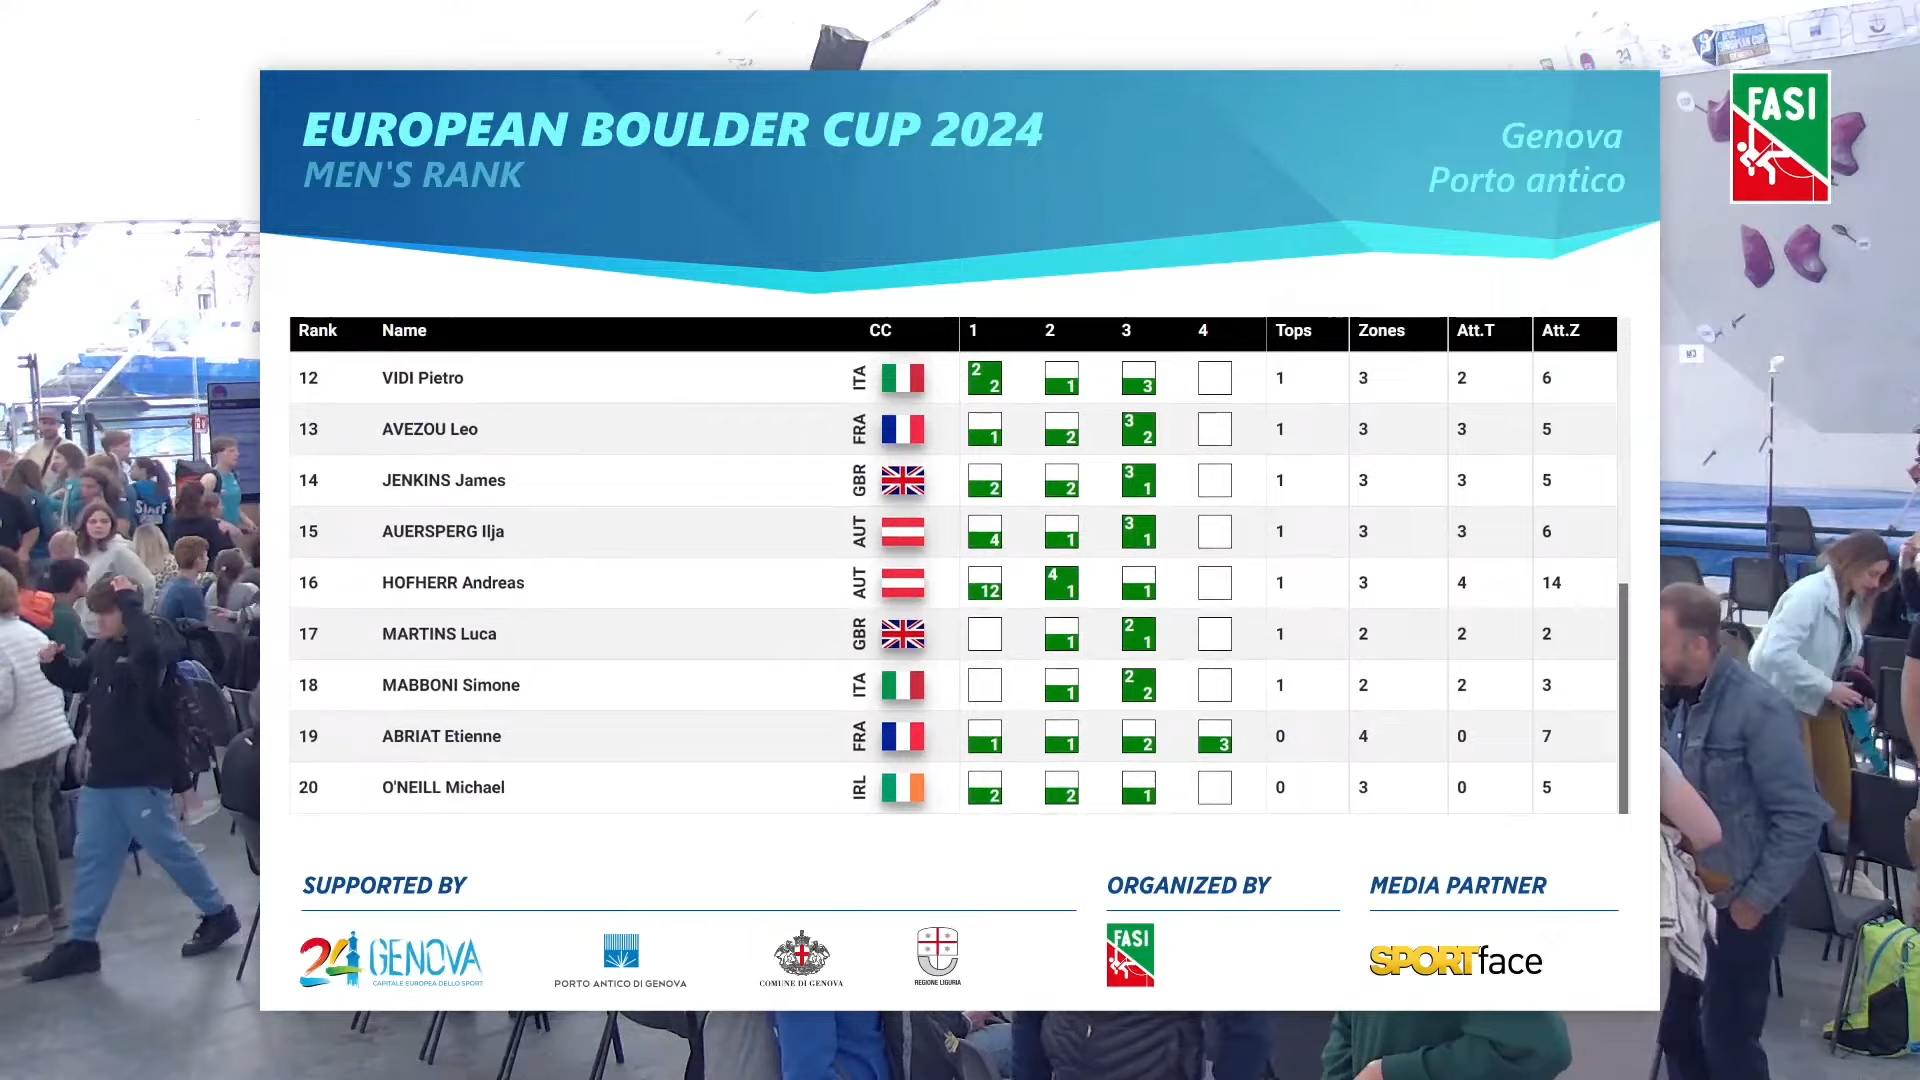 EUROPEAN BOULDER CUP 2024
MEN'S RANK
Genova
Porto antico
FASI
Rank Name CC 1 2 3 4 Tops Zones Att.T Att.Z
12 VIDI Pietro ITA 2 2 1 3 1 3 2 6
13 AVEZOU Leo FRA 1 2 3 2 1 3 3 5
14 JENKINS James GBR 2 2 3 1 1 3 3 5
15 AUERSPERG Ilja AUT 4 1 3 1 1 3 3 6
16 HOFHERR Andreas AUT 12 4 1 1 1 3 4 14
17 MARTINS Luca GBR 1 2 1 1 2 2 2
18 MABBONI Simone ITA 1 2 2 1 2 2 3
19 ABRIAT Etienne FRA 1 1 2 3 0 4 0 7
20 O'NEILL Michael IRL 2 2 1 0 3 0 5
STAFF
SUPPORTED BY
ORGANIZED BY
MEDIA PARTNER
24 GENOVA
CAPITALE EUROPEA DELLO SPORT
PORTO ANTICO DI GENOVA
COMUNE DI GENOVA
REGIONE LIGURIA
FASI
SPORTface